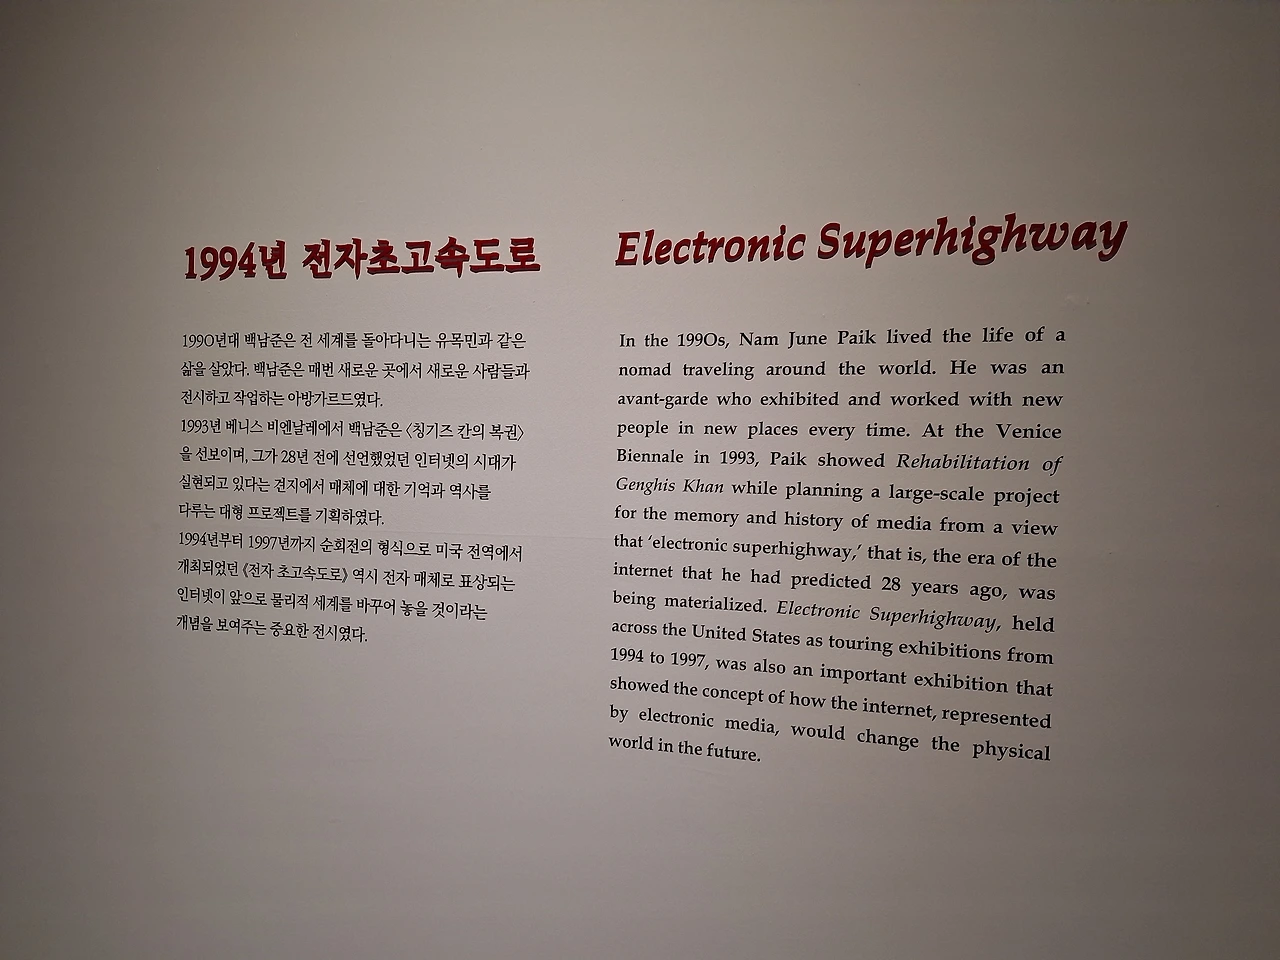 1994년 전자초고속도로
1990년대 백남준은 전 세계를 돌아다니는 유목민과 같은
삶을 살았다. 백남준은 매번 새로운 곳에서 새로운 사람들과
전시하고 작업하는 아방가르드였다.
1993년 베니스 비엔날레에서 백남준은 〈칭기즈 칸의 복권〉
을 선보이며, 그가 28년 전에 선언했었던 인터넷의 시대가
실현되고 있다는 견지에서 매체에 대한 기억과 역사를
다루는 대형 프로젝트를 기획하였다.
1994년부터 1997년까지 순회전의 형식으로 미국 전역에서
개최되었던 《전자 초고속도로》 역시 전자 매체로 표상되는
인터넷이 앞으로 물리적 세계를 바꾸어 놓을 것이라는
개념을 보여주는 중요한 전시였다.
Electronic Superhighway
In the 1990s, Nam June Paik lived the life of a
nomad traveling around the world. He was an
avant-garde who exhibited and worked with new
people in new places every time. At the Venice
Biennale in 1993, Paik showed Rehabilitation of
Genghis Khan while planning a large-scale project
for the memory and history of media from a view
that ‘electronic superhighway,’ that is, the era of the
internet that he had predicted 28 years ago, was
being materialized. Electronic Superhighway, held
across the United States as touring exhibitions from
1994 to 1997, was also an important exhibition that
showed the concept of how the internet, represented
by electronic media, would change the physical
world in the future.